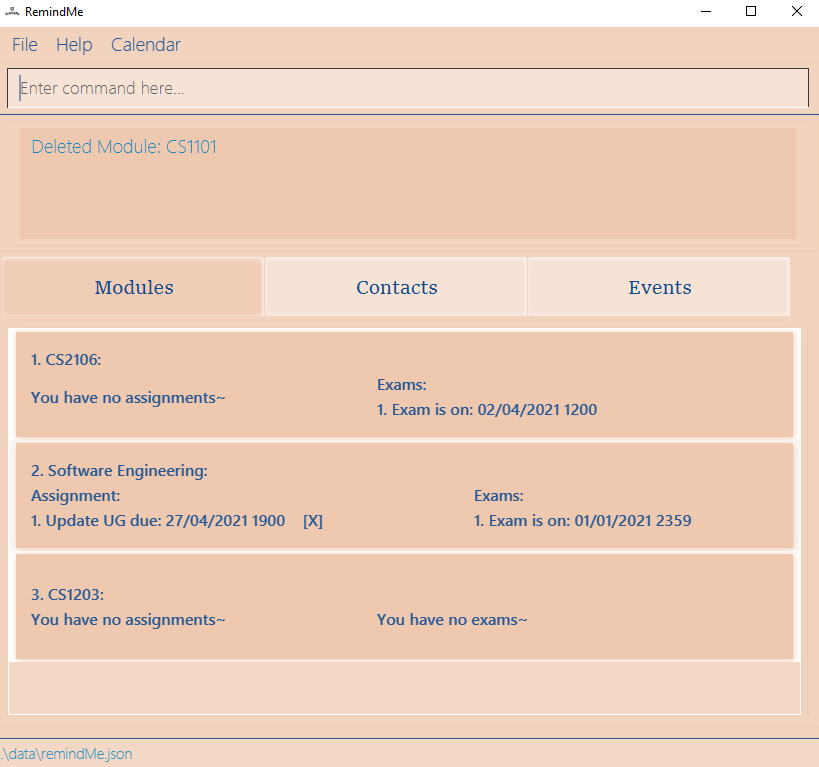 RemindMe
File Help Calendar
Enter command here...
Deleted Module: CS1101
Modules Contacts Events
1. CS2106:
You have no assignments~
Exams:
1. Exam is on: 02/04/2021 1200
2. Software Engineering:
Assignment:
1. Update UG due: 27/04/2021 1900 [X]
Exams:
1. Exam is on: 01/01/2021 2359
3. CS1203:
You have no assignments~ You have no exams~
.\data\remindMe.json